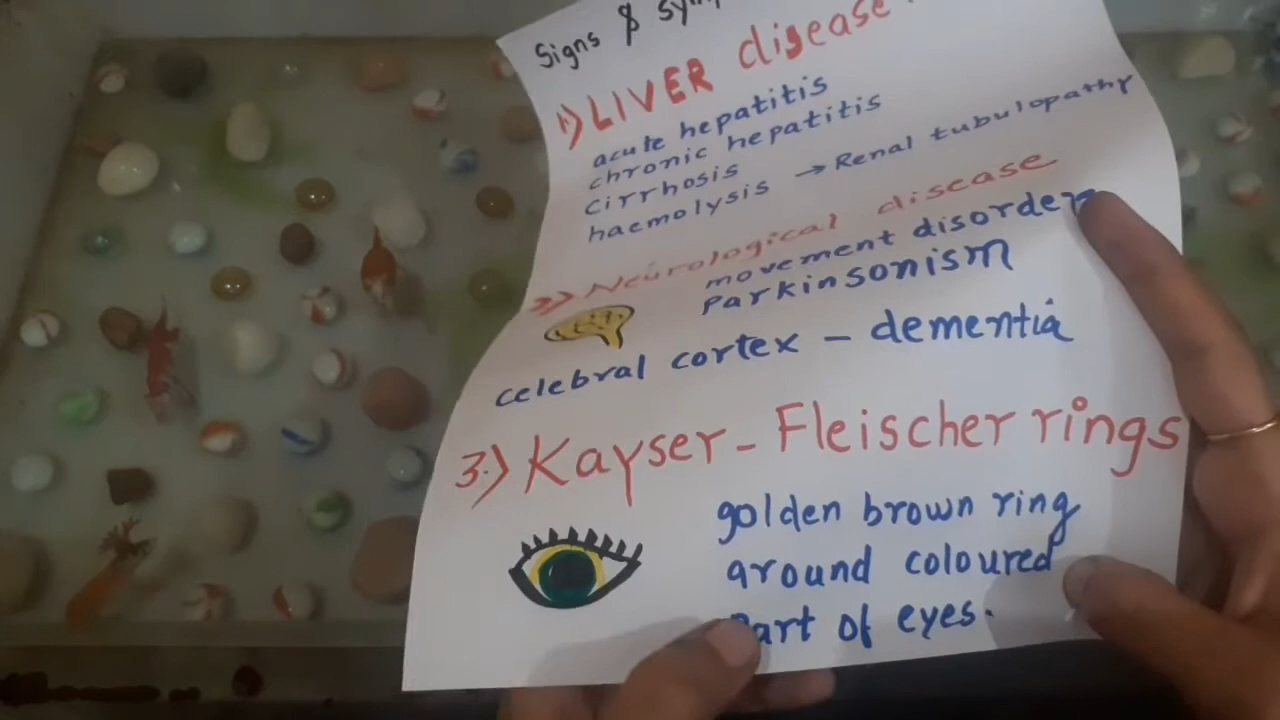 Signs & Symp
1.) LIVER disease:
acute hepatitis
chronic hepatitis
cirrhosis
haemolysis → Renal tubulopathy
2.) Neurological disease
movement disorder
Parkinsonism
celebral cortex - dementia
3.) Kayser-Fleischer rings
golden brown ring
around coloured
part of eyes.